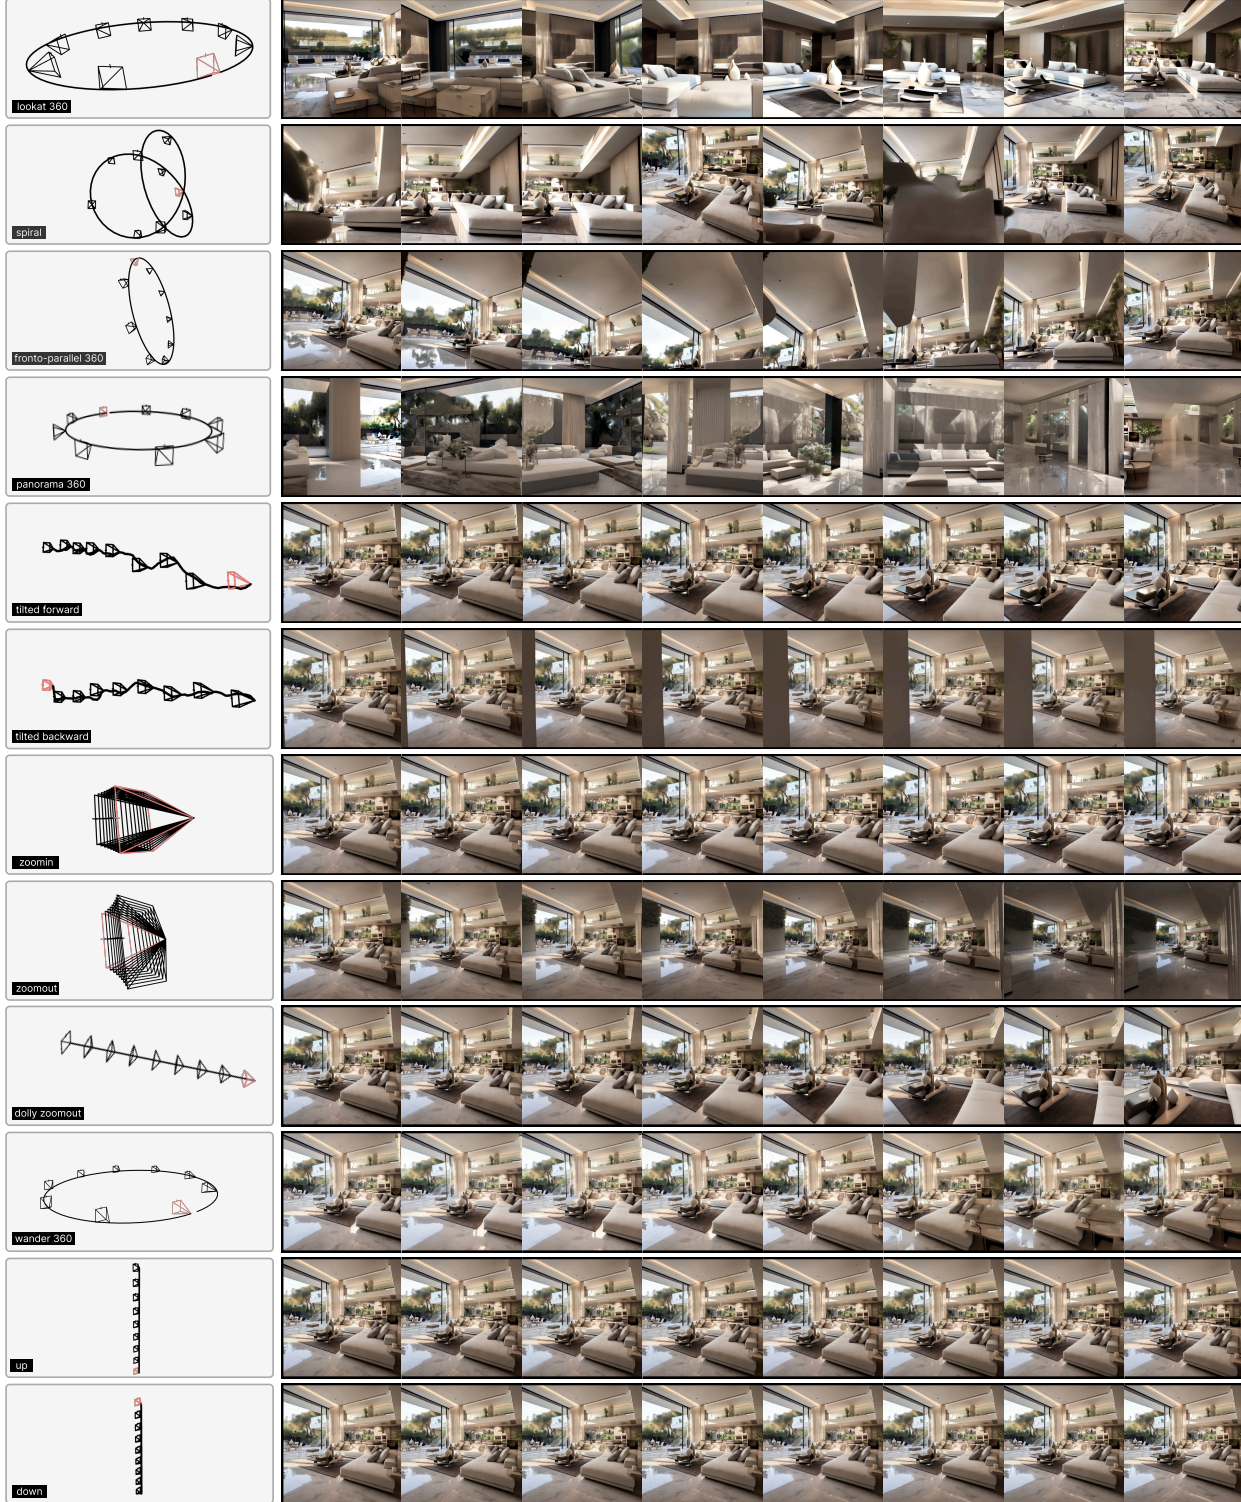 lookat 360
spiral
fronto-parallel 360
panorama 360
tilted forward
tilted backward
zoomin
zoomout
dolly zoomout
wander 360
up
down